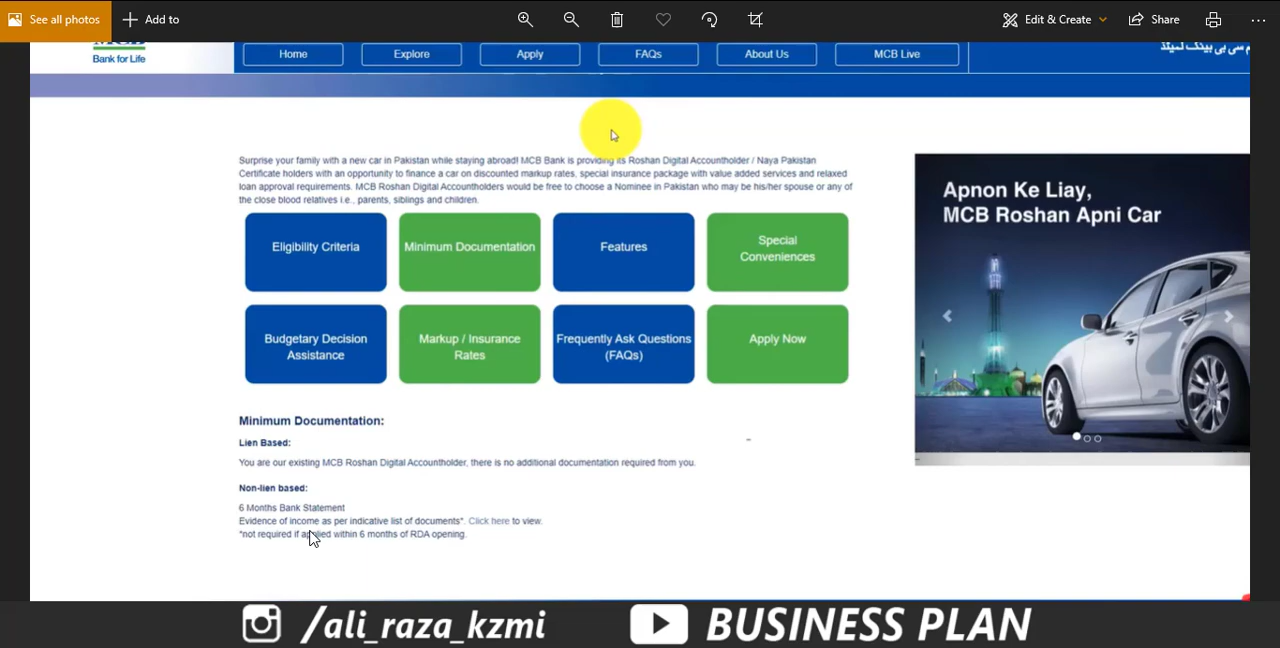 See all photos
Add to
Edit & Create
Share
Bank for Life
Home
Explore
Apply
FAQs
About Us
MCB Live
Surprise your family with a new car in Pakistan while staying abroad! MCB Bank is providing its Roshan Digital Accountholder / Naya Pakistan
Certificate holders with an opportunity to finance a car on discounted markup rates, special insurance package with value added services and relaxed
loan approval requirements. MCB Roshan Digital Accountholders would be free to choose a Nominee in Pakistan who may be his/her spouse or any of
the close blood relatives i.e., parents, siblings and children.
Eligibility Criteria
Minimum Documentation
Features
Special
Conveniences
Budgetary Decision
Assistance
Markup / Insurance
Rates
Frequently Ask Questions
(FAQs)
Apply Now
Apnon Ke Liay,
MCB Roshan Apni Car
Minimum Documentation:
Lien Based:
You are our existing MCB Roshan Digital Accountholder, there is no additional documentation required from you.
Non-lien based:
6 Months Bank Statement
Evidence of income as per indicative list of documents*. Click here to view.
*not required if applied within 6 months of RDA opening.
/ali_raza_kzmi
BUSINESS PLAN